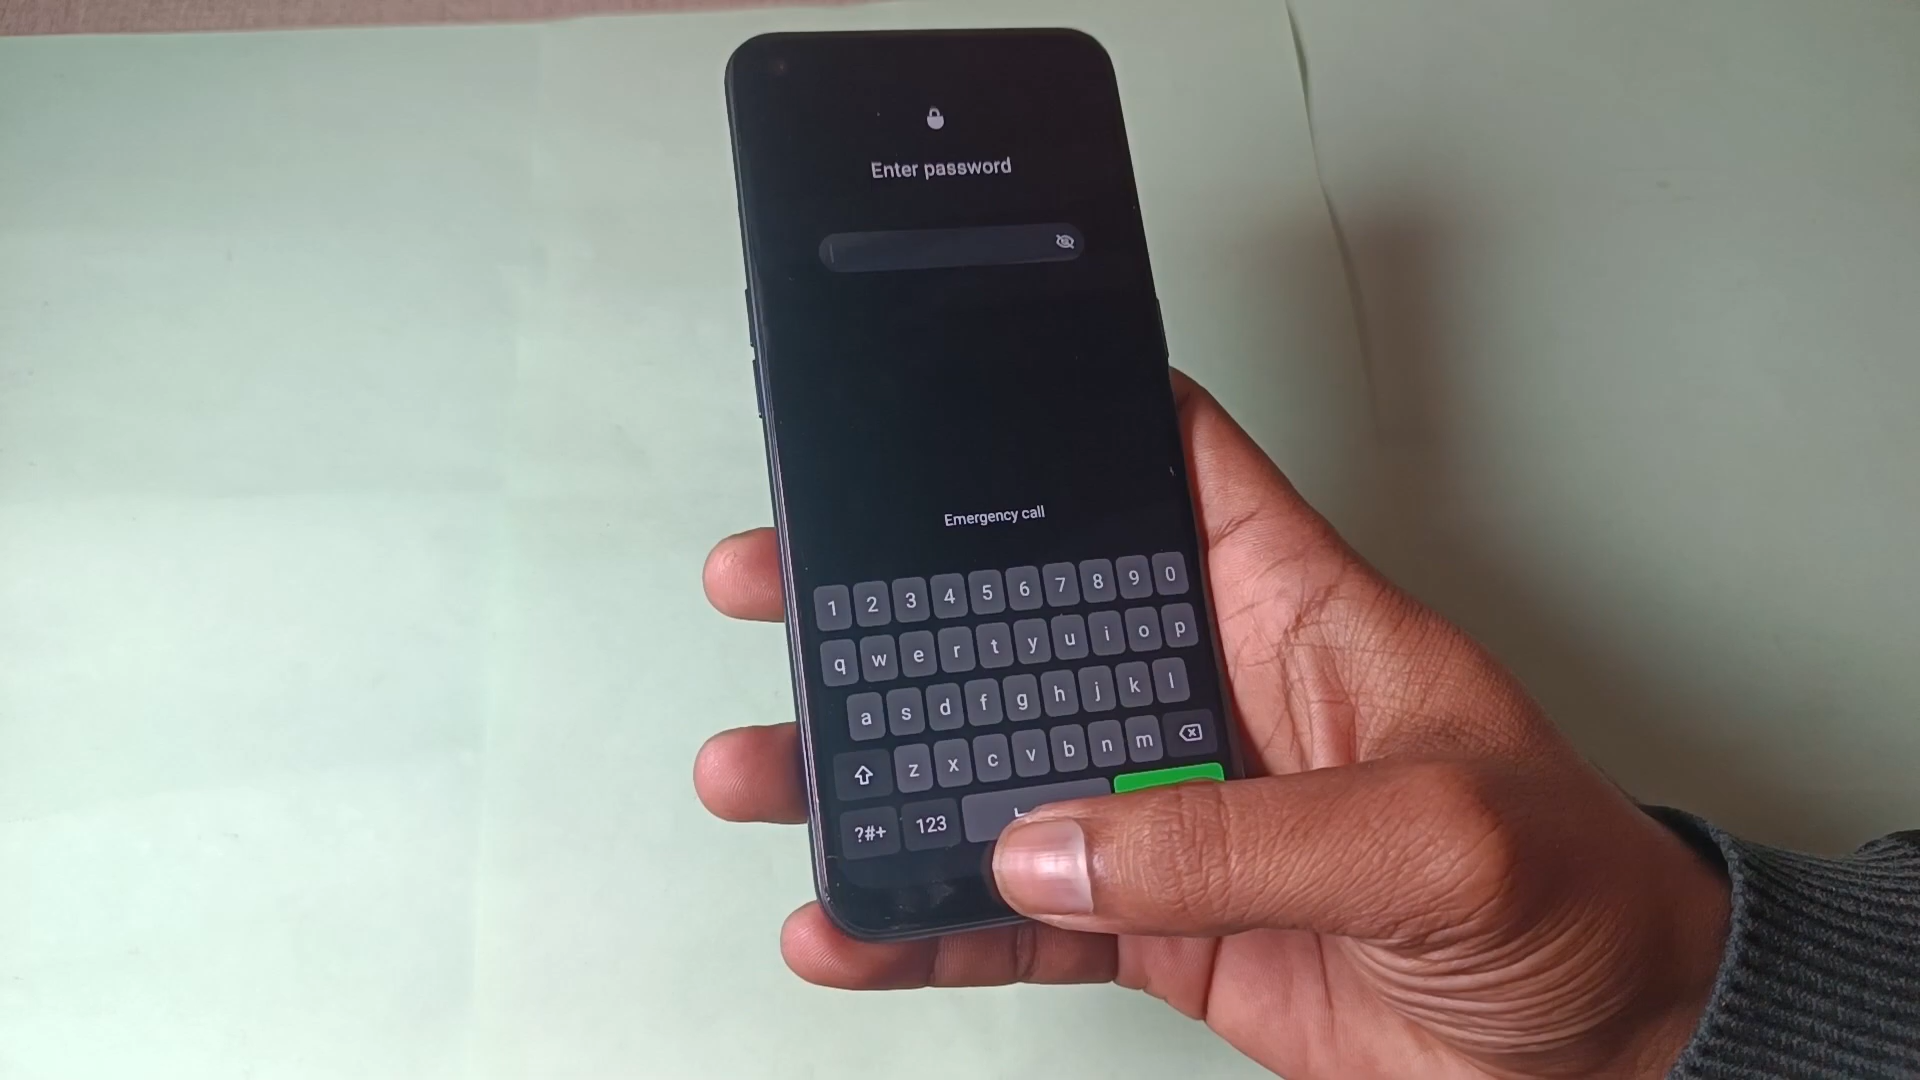 Enter password
Emergency call
1 2 3 4 5 6 7 8 9 0
q w e r t y u i o p
a s d f g h j k l
z x c v b n m
?#+ 123